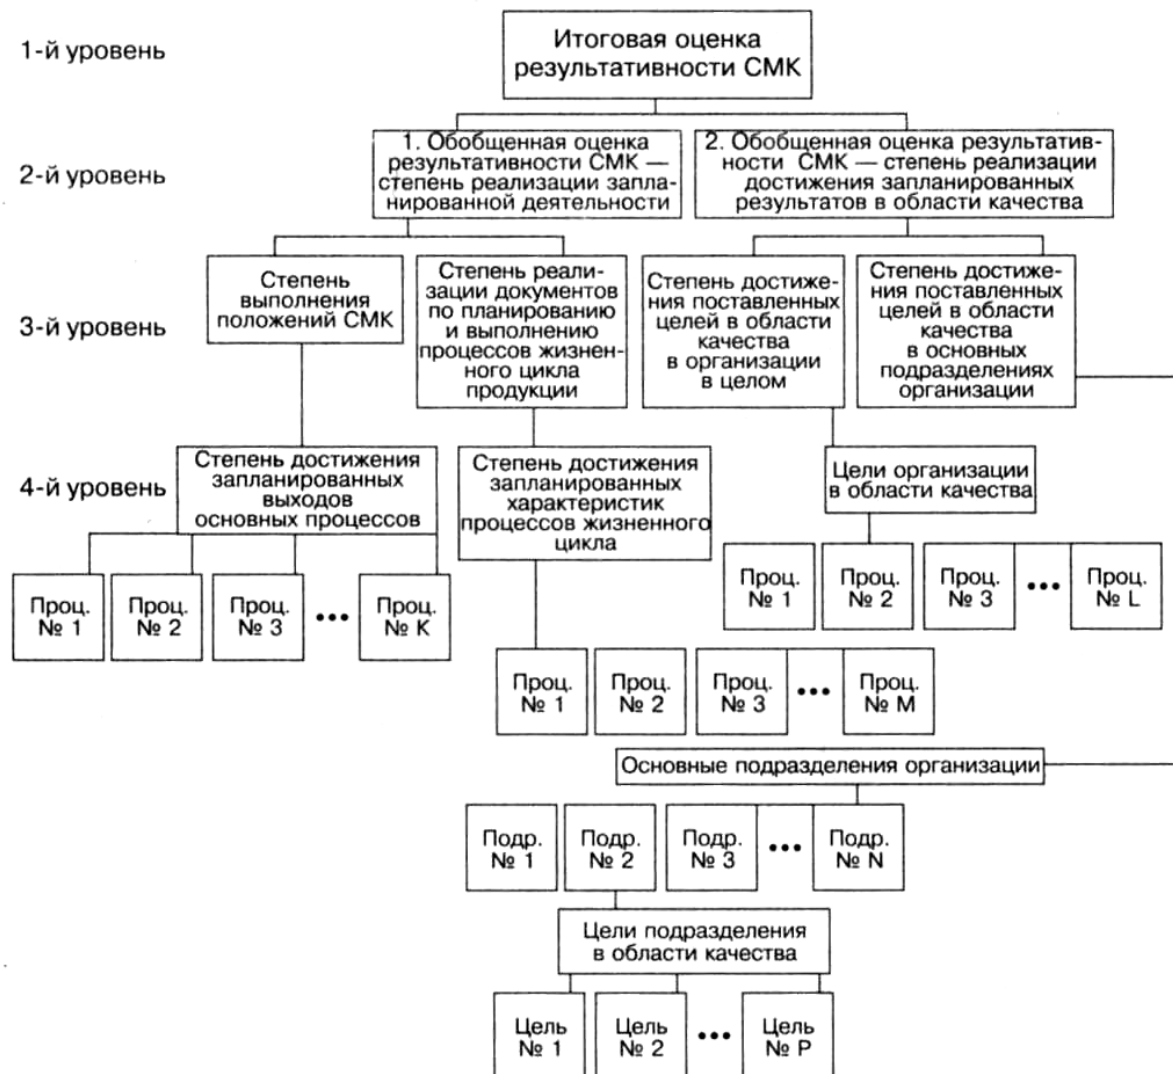 1-й уровень
Итоговая оценка
результативности СМК
2-й уровень
1. Обобщенная оценка
результативности СМК —
степень реализации запла-
нированной деятельности
2. Обобщенная оценка результатив-
ности СМК — степень реализации
достижения запланированных
результатов в области качества
3-й уровень
Степень
выполнения
положений СМК
Степень реали-
зации документов
по планированию
и выполнению
процессов жизнен-
ного цикла
продукции
Степень достиже-
ния поставленных
целей в области
качества
в организации
в целом
Степень достиже-
ния поставленных
целей в области
качества
в основных
подразделениях
организации
4-й уровень
Степень достижения
запланированных
выходов
основных процессов
Степень достижения
запланированных
характеристик
процессов жизненного
цикла
Цели организации
в области качества
Проц.
№ 1
Проц.
№ 2
Проц.
№ 3
•••
Проц.
№ K
Проц.
№ 1
Проц.
№ 2
Проц.
№ 3
•••
Проц.
№ L
Проц.
№ 1
Проц.
№ 2
Проц.
№ 3
•••
Проц.
№ M
Основные подразделения организации
Подр.
№ 1
Подр.
№ 2
Подр.
№ 3
•••
Подр.
№ N
Цели подразделения
в области качества
Цель
№ 1
Цель
№ 2
•••
Цель
№ P